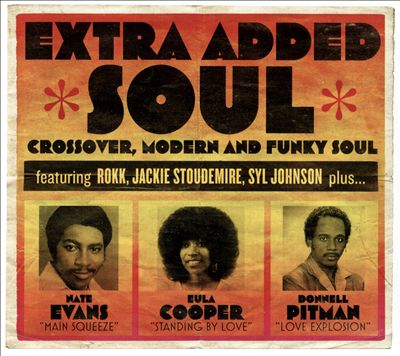 EXTRA ADDED
*SOUL*
CROSSOVER, MODERN AND FUNKY SOUL
featuring ROKK, JACKIE STOUDEMIRE, SYL JOHNSON plus...
NATE
EVANS
"MAIN SQUEEZE"
EULA
COOPER
"STANDING BY LOVE"
DONNELL
PITMAN
"LOVE EXPLOSION"